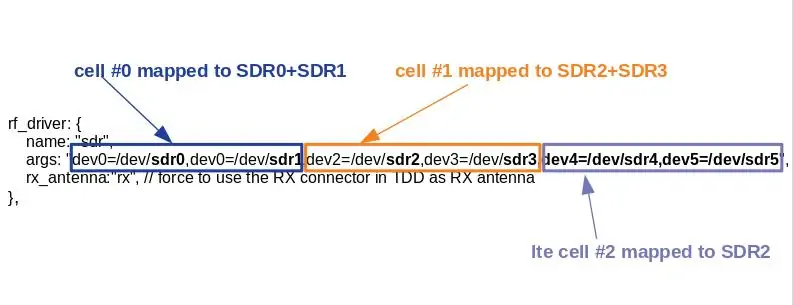 cell #0 mapped to SDR0+SDR1
cell #1 mapped to SDR2+SDR3
rf_driver: {
name: "sdr",
args: "dev0=/dev/sdr0,dev0=/dev/sdr1,dev2=/dev/sdr2,dev3=/dev/sdr3,dev4=/dev/sdr4,dev5=/dev/sdr5",
rx_antenna:"rx", // force to use the RX connector in TDD as RX antenna
},
lte cell #2 mapped to SDR2